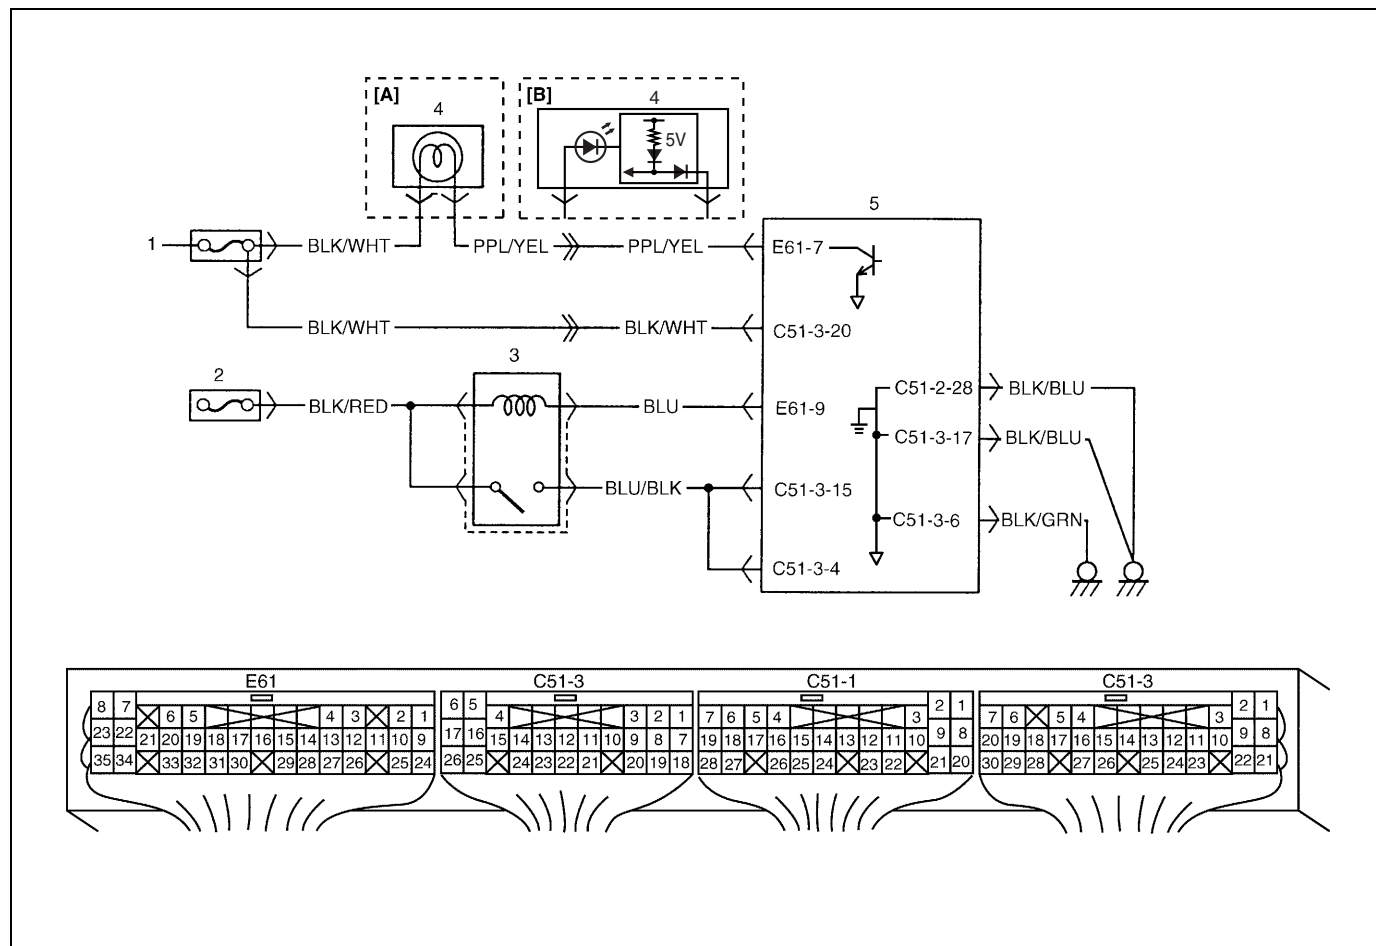 [A]
4
[B]
4
5V
5
1
BLK/WHT
PPL/YEL
PPL/YEL
E61-7
BLK/WHT
BLK/WHT
C51-3-20
3
2
BLK/RED
BLU
E61-9
C51-2-28
BLK/BLU
C51-3-17
BLK/BLU
BLU/BLK
C51-3-15
C51-3-6
BLK/GRN
C51-3-4
E61
8 7
6 5 4 3 2 1
23 22
21 20 19 18 17 16 15 14 13 12 11 10 9
35 34
33 32 31 30 29 28 27 26 25 24
C51-3
6 5
4 3 2 1
17 16
15 14 13 12 11 10 9 8 7
26 25
24 23 22 21 20 19 18
C51-1
7 6 5 4 3
2 1
19 18 17 16 15 14 13 12 11 10
9 8
28 27 26 25 24 23 22
21 20
C51-3
7 6 5 4 3
2 1
20 19 18 17 16 15 14 13 12 11 10
9 8
30 29 28 27 26 25 24 23
22 21